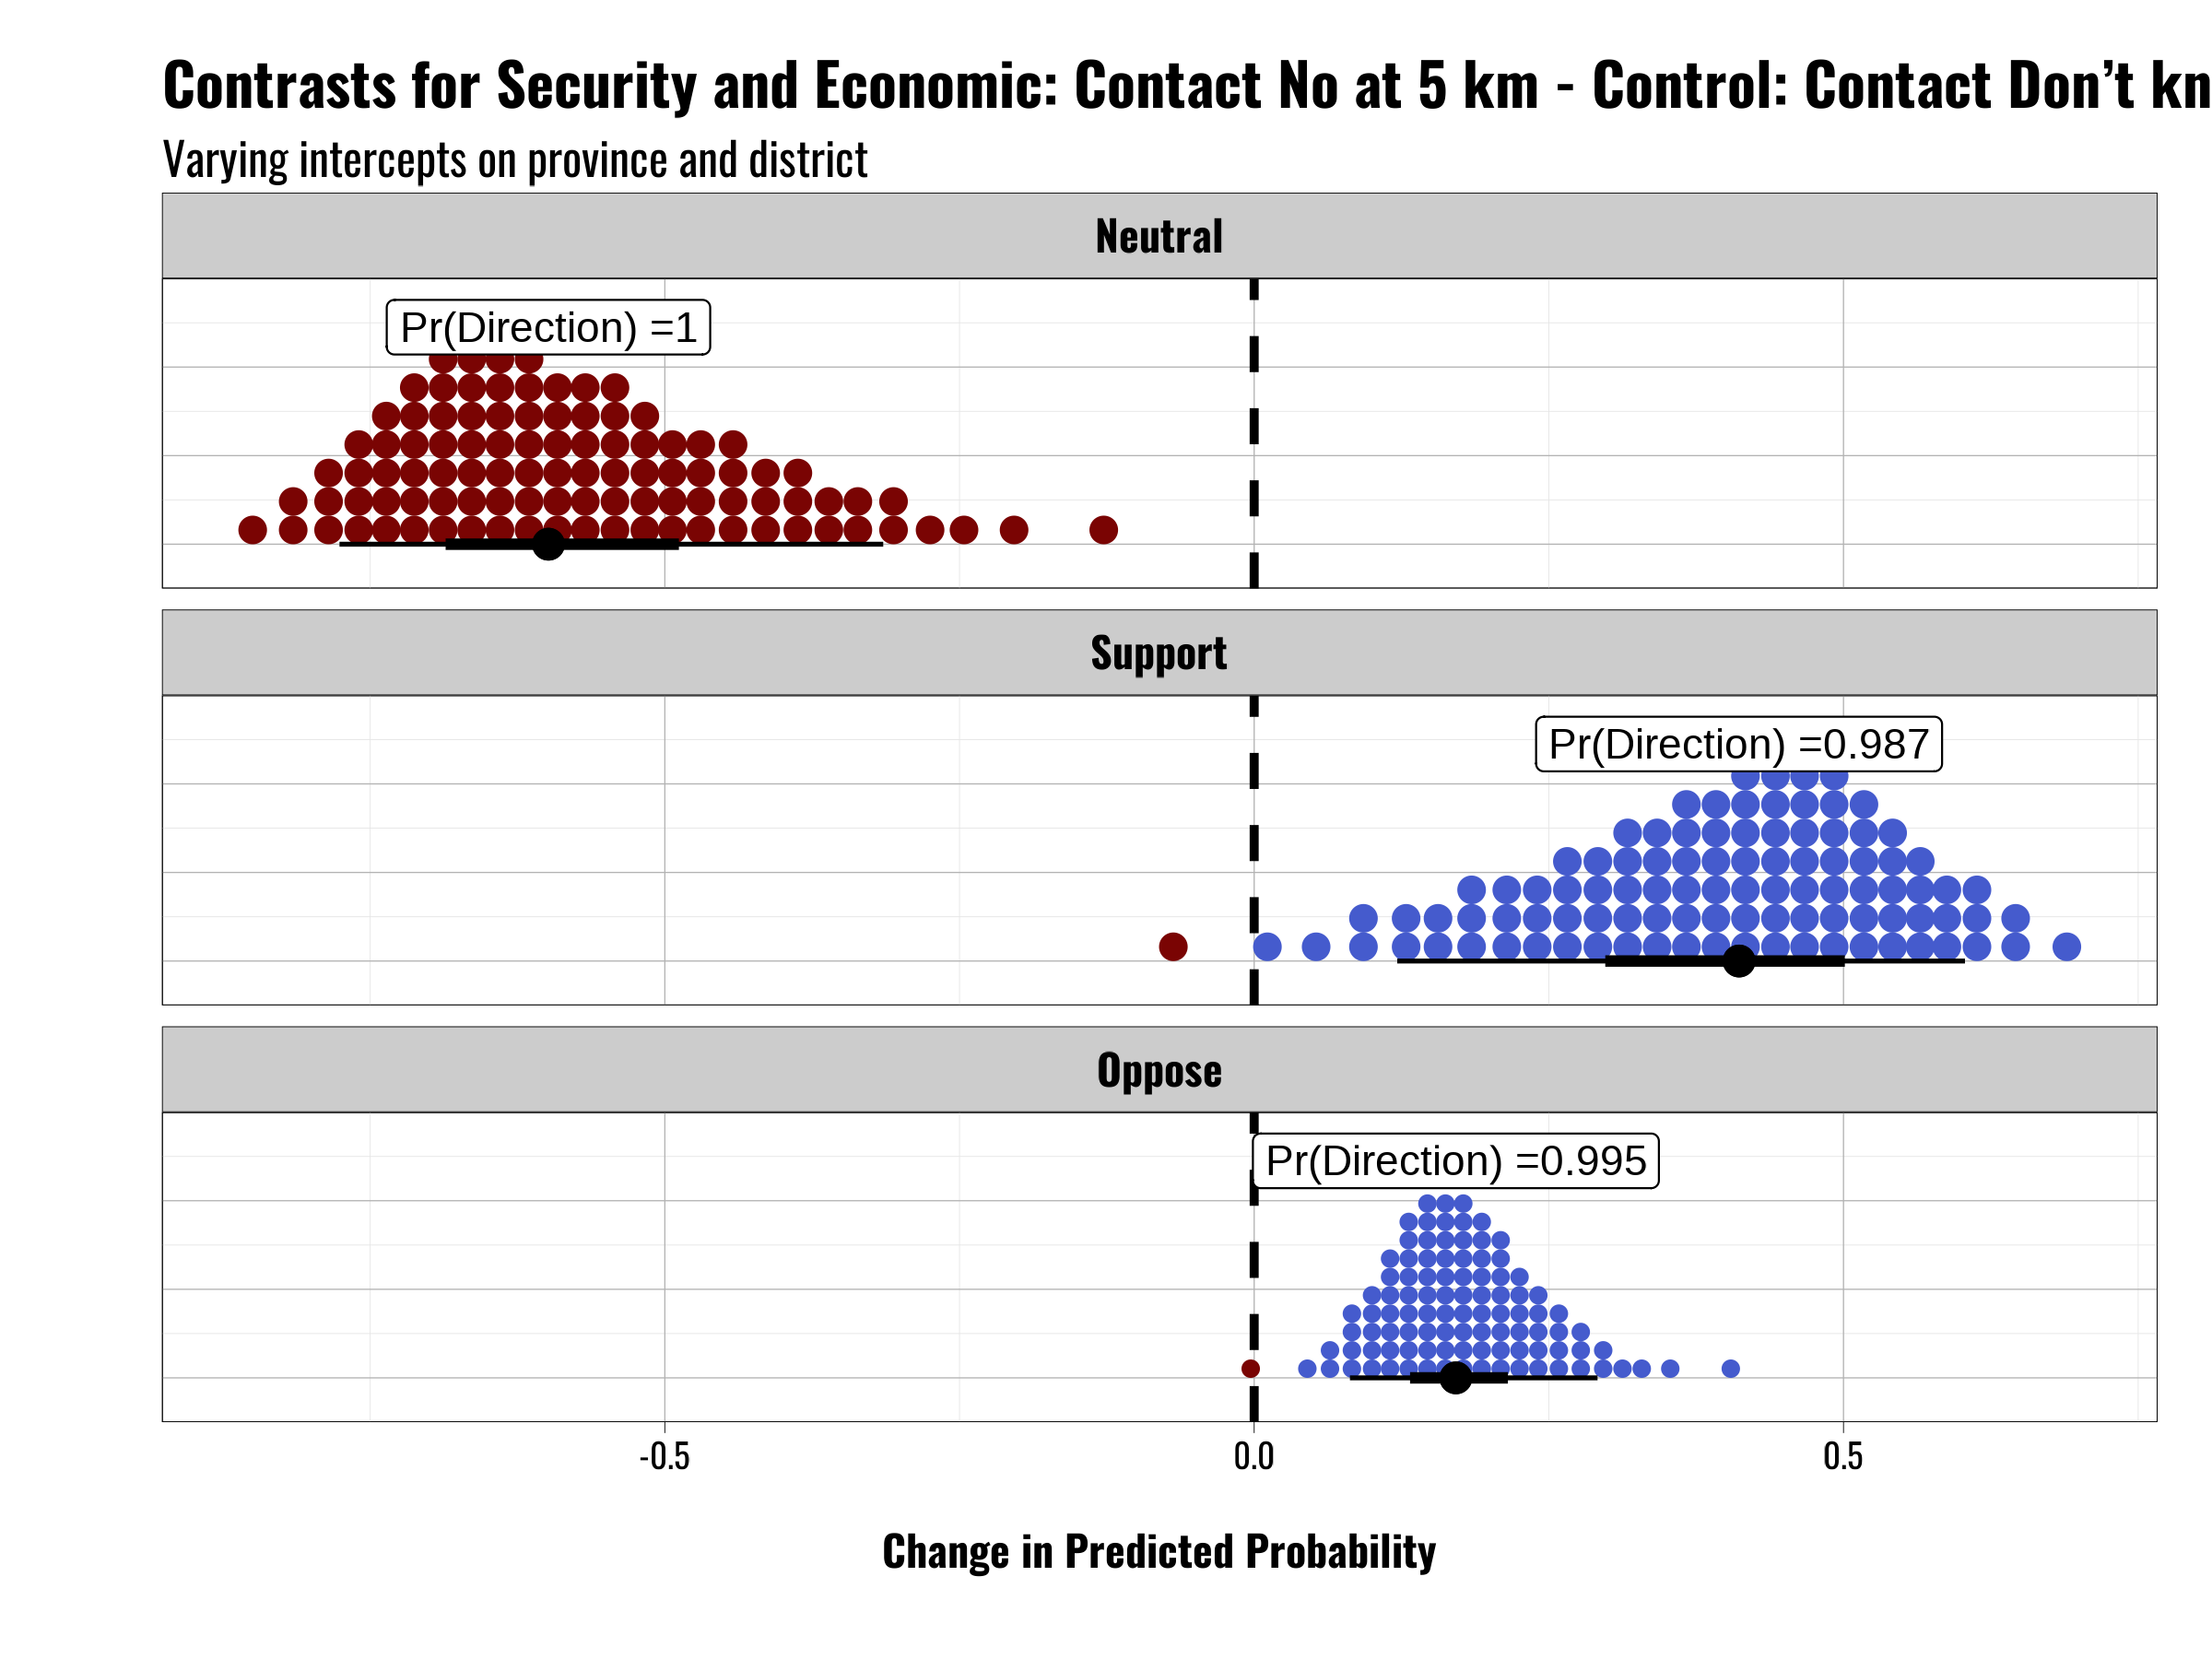 Contrasts for Security and Economic: Contact No at 5 km - Control: Contact Don’t kn
Varying intercepts on province and district
Neutral
Pr(Direction) =1
Support
Pr(Direction) =0.987
Oppose
Pr(Direction) =0.995
-0.5 0.0 0.5
Change in Predicted Probability